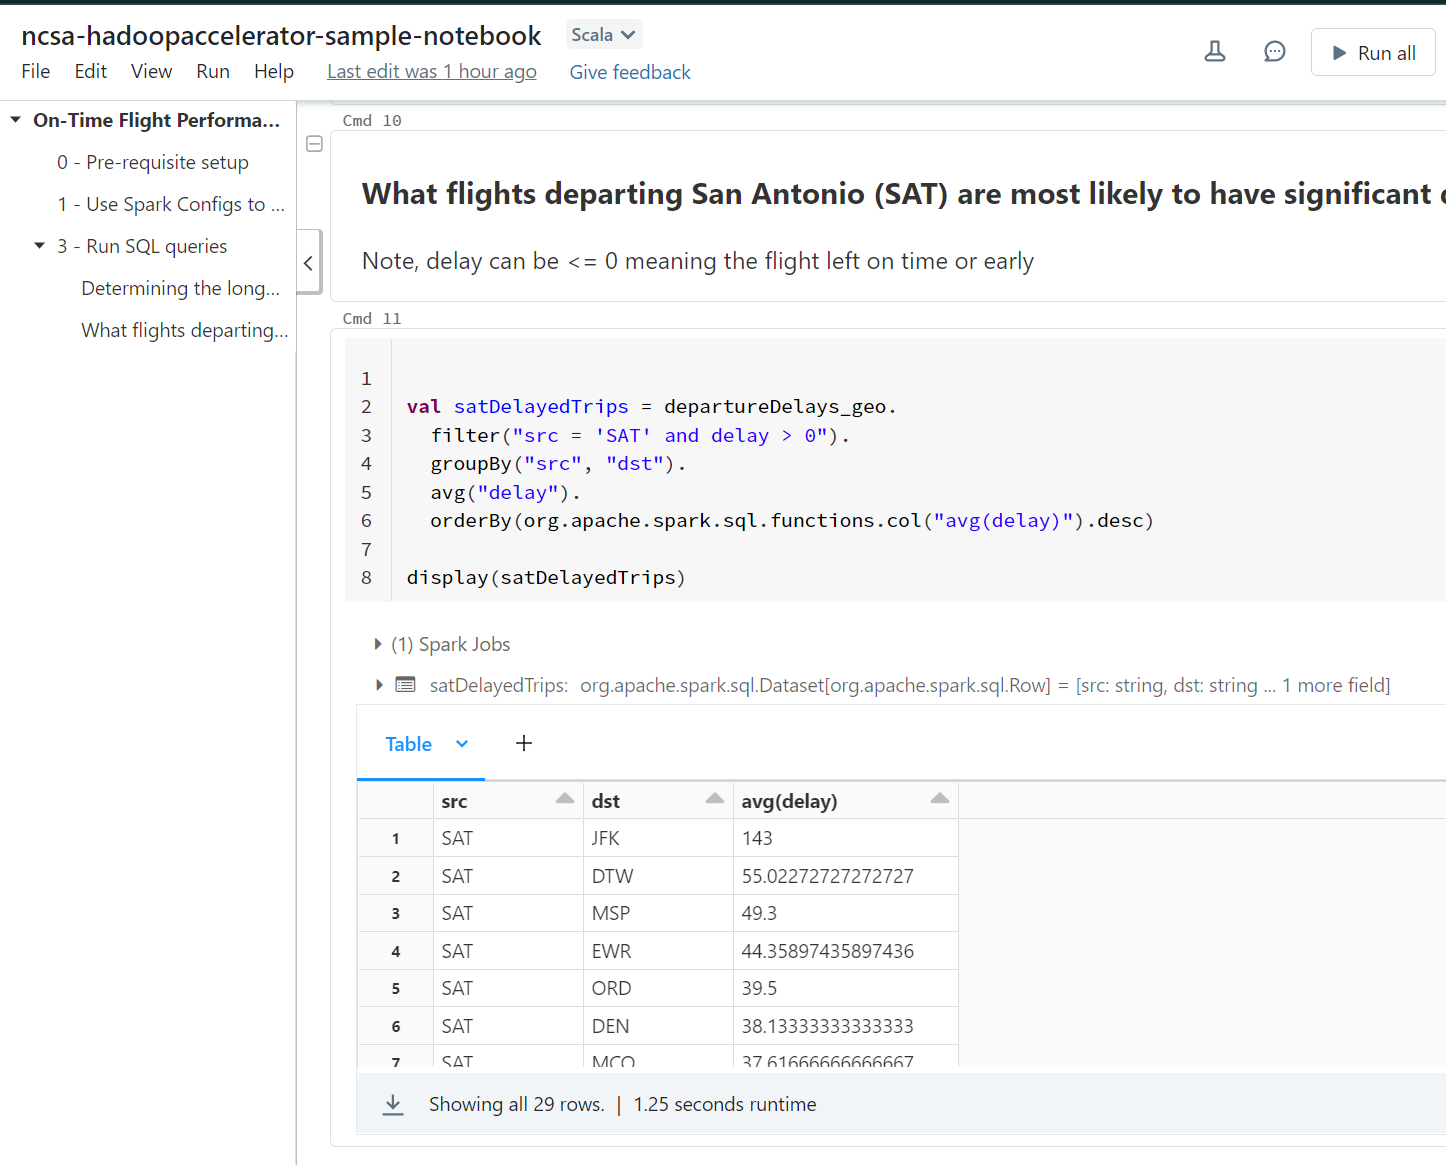 ncsa-hadoopaccelerator-sample-notebook Scala
File Edit View Run Help Last edit was 1 hour ago Give feedback
Run all
On-Time Flight Performa...
0 - Pre-requisite setup
1 - Use Spark Configs to ...
3 - Run SQL queries
Determining the long...
What flights departing...
Cmd 10
What flights departing San Antonio (SAT) are most likely to have significant
Note, delay can be <= 0 meaning the flight left on time or early
Cmd 11
1
2 val satDelayedTrips = departureDelays_geo.
3 filter("src = 'SAT' and delay > 0").
4 groupBy("src", "dst").
5 avg("delay").
6 orderBy(org.apache.spark.sql.functions.col("avg(delay)").desc)
7
8 display(satDelayedTrips)
(1) Spark Jobs
satDelayedTrips: org.apache.spark.sql.Dataset[org.apache.spark.sql.Row] = [src: string, dst: string ... 1 more field]
Table +
src dst avg(delay)
1 SAT JFK 143
2 SAT DTW 55.02272727272727
3 SAT MSP 49.3
4 SAT EWR 44.35897435897436
5 SAT ORD 39.5
6 SAT DEN 38.13333333333333
7 SAT MCO 37.61666666666667
Showing all 29 rows. | 1.25 seconds runtime